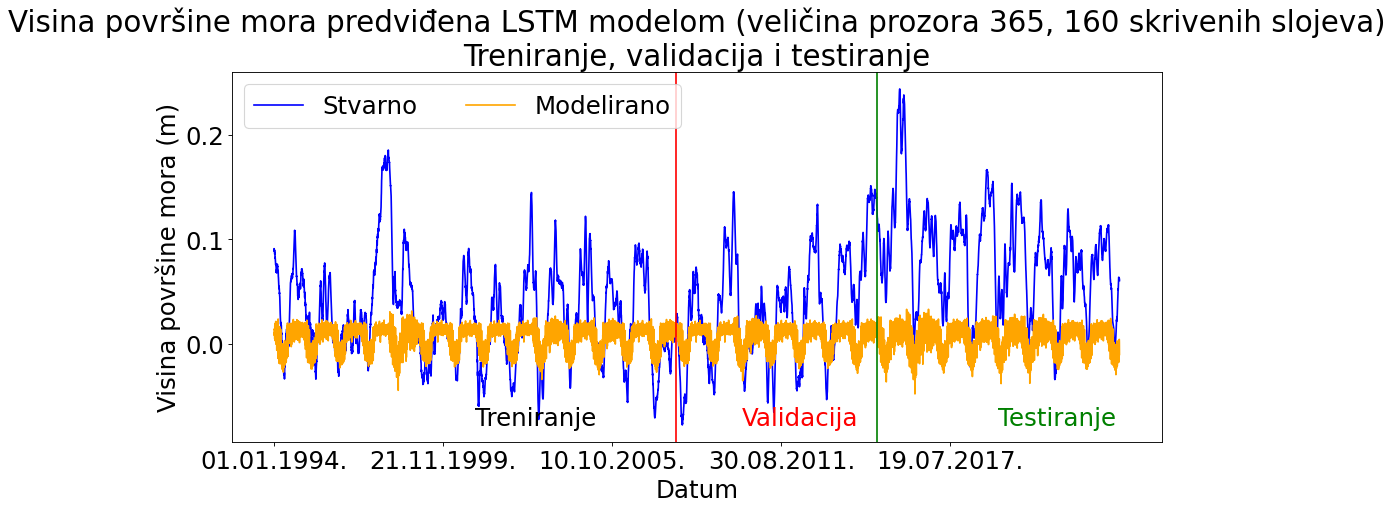 Visina površine mora predviđena LSTM modelom (veličina prozora 365, 160 skrivenih slojeva)
Treniranje, validacija i testiranje
Stvarno Modelirano
Visina površine mora (m)
0.2
0.1
0.0
Treniranje Validacija Testiranje
01.01.1994. 21.11.1999. 10.10.2005. 30.08.2011. 19.07.2017.
Datum